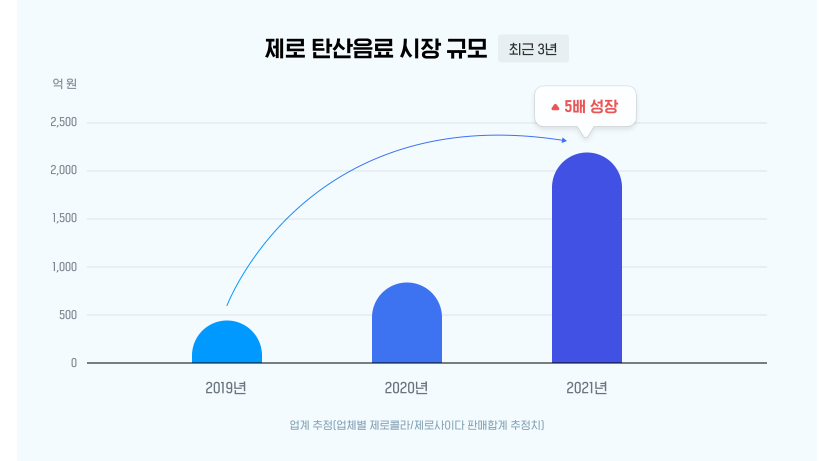 제로 탄산음료 시장 규모 최근 3년
억 원
▲ 5배 성장
2,500
2,000
1,500
1,000
500
0
2019년 2020년 2021년
업계 추정(업체별 제로콜라/제로사이다 판매합계 추정치)